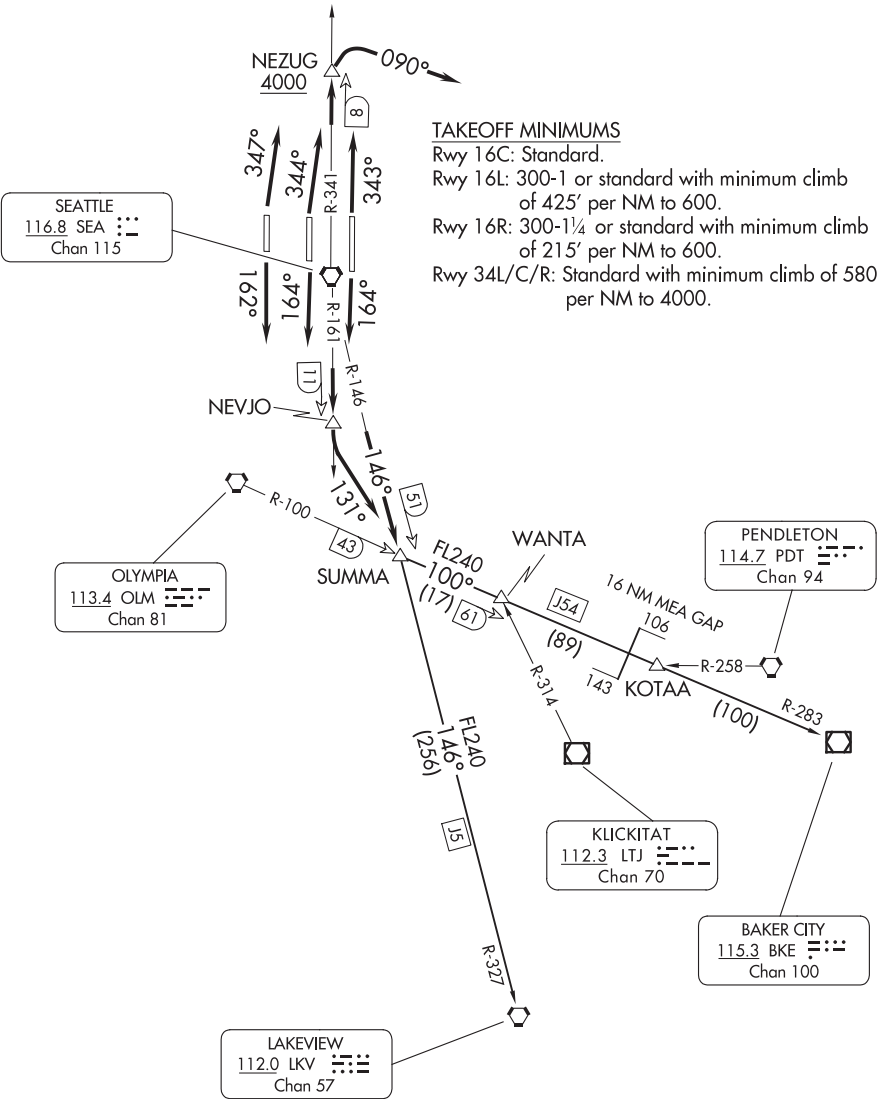 NEZUG
4000
090°
8
347°
344°
343°
R-341
TAKEOFF MINIMUMS
Rwy 16C: Standard.
Rwy 16L: 300-1 or standard with minimum climb
of 425' per NM to 600.
Rwy 16R: 300-1¼ or standard with minimum climb
of 215' per NM to 600.
Rwy 34L/C/R: Standard with minimum climb of 580
per NM to 4000.
SEATTLE
116.8 SEA
Chan 115
162°
164°
164°
R-161
11
R-146
NEVJO
146°
131°
51
R-100
43
OLYMPIA
113.4 OLM
Chan 81
SUMMA
FL240
100°
(17)
61
WANTA
J54
(89)
16 NM MEA GAP
106
143
KOTAA
R-258
PENDLETON
114.7 PDT
Chan 94
R-314
(100)
R-283
FL240
146°
(256)
J5
KLICKITAT
112.3 LTJ
Chan 70
BAKER CITY
115.3 BKE
Chan 100
R-327
LAKEVIEW
112.0 LKV
Chan 57